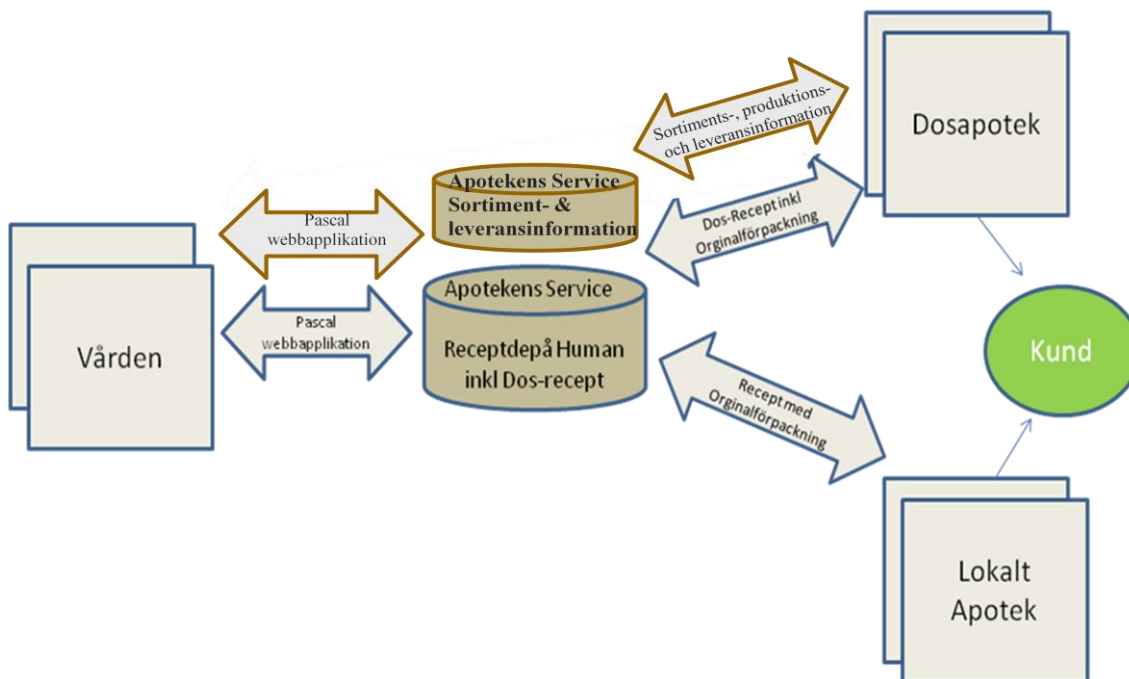 Sortiments-, produktions-
och leveransinformation
Dosapotek
Apotekens Service
Sortiment- &
leveransinformation
Pascal
webbapplikation
Dos-Recept inkl
Orginalförpackning
Apotekens Service
Receptdepå Human
inkl Dos-recept
Pascal
webbapplikation
Vården
Kund
Recept med
Orginalförpackning
Lokalt
Apotek